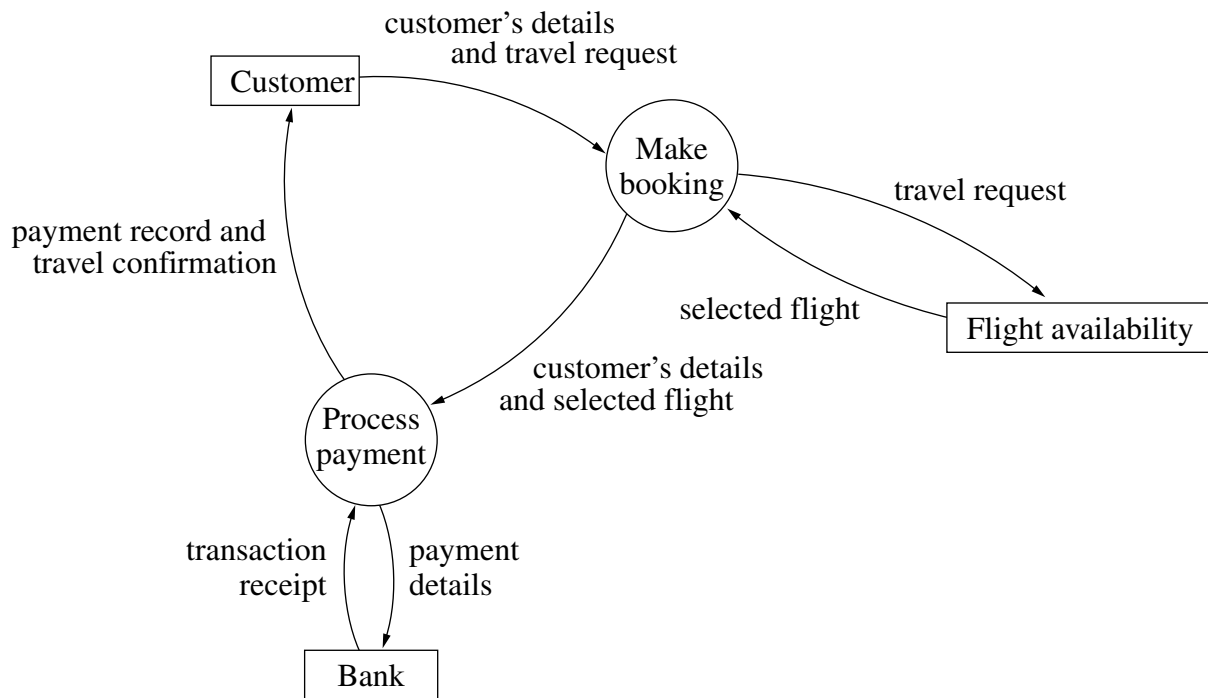 customer’s details
and travel request
Customer
Make
booking
travel request
payment record and
travel confirmation
selected flight
Flight availability
customer’s details
and selected flight
Process
payment
transaction
receipt
payment
details
Bank